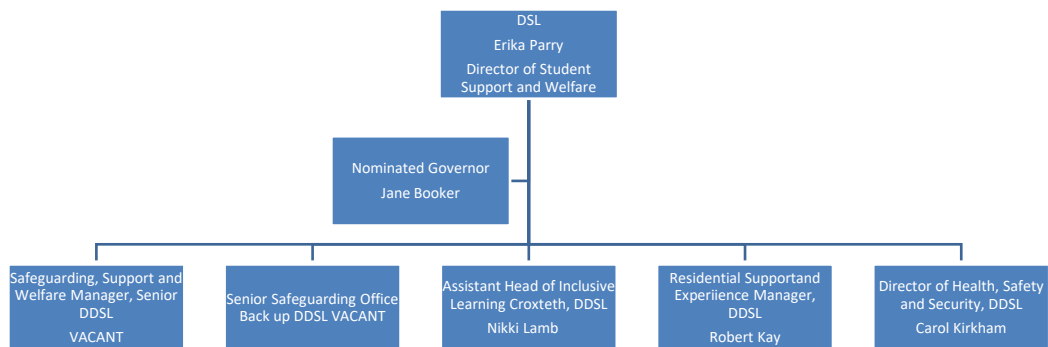 DSL
Erika Parry
Director of Student
Support and Welfare
Nominated Governor
Jane Booker
Safeguarding, Support and
Welfare Manager, Senior
DDSL
VACANT
Senior Safeguarding Office
Back up DDSL VACANT
Assistant Head of Inclusive
Learning Croxteth, DDSL
Nikki Lamb
Residential Supportand
Experiience Manager,
DDSL
Robert Kay
Director of Health, Safety
and Security, DDSL
Carol Kirkham